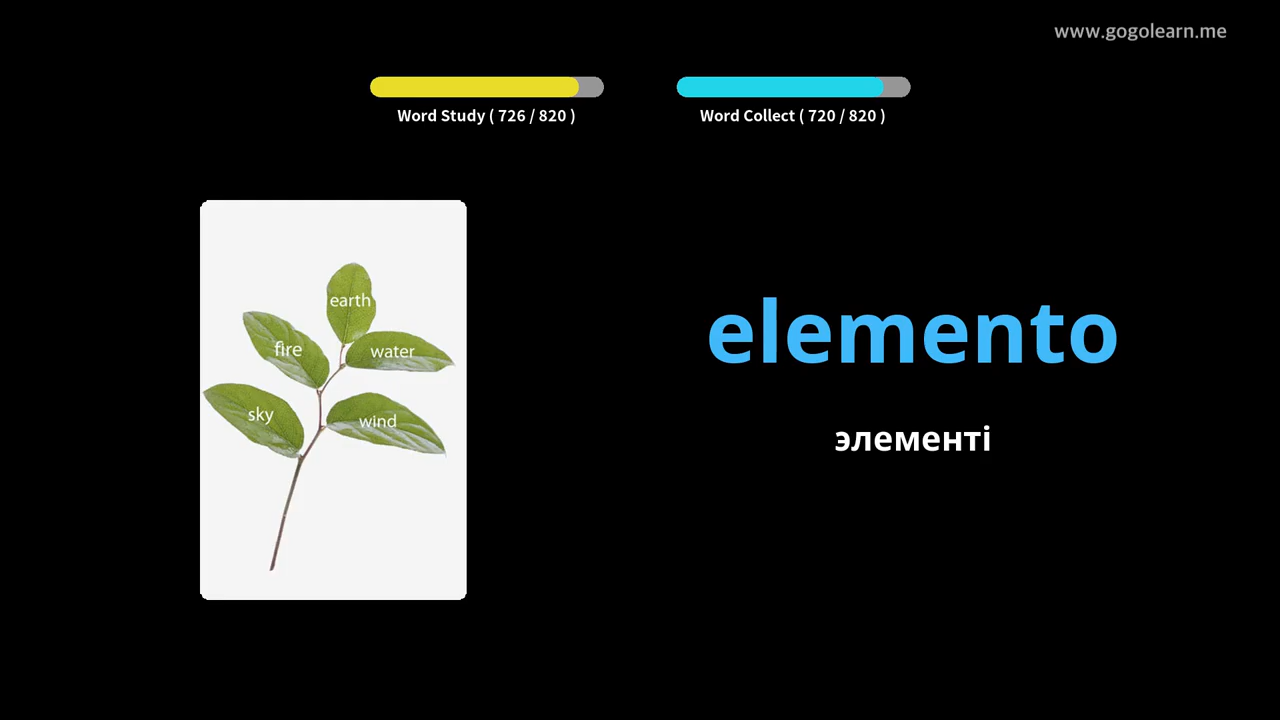 www.gogolearn.me
Word Study ( 726 / 820 )
Word Collect ( 720 / 820 )
earth
fire
water
sky
wind
elemento
элементі